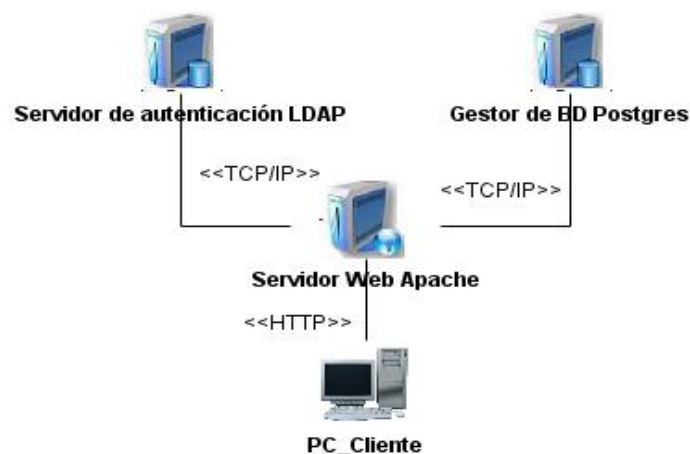 Servidor de autenticación LDAP
Gestor de BD Postgres
<<TCP/IP>>
<<TCP/IP>>
Servidor Web Apache
<<HTTP>>
PC_Cliente